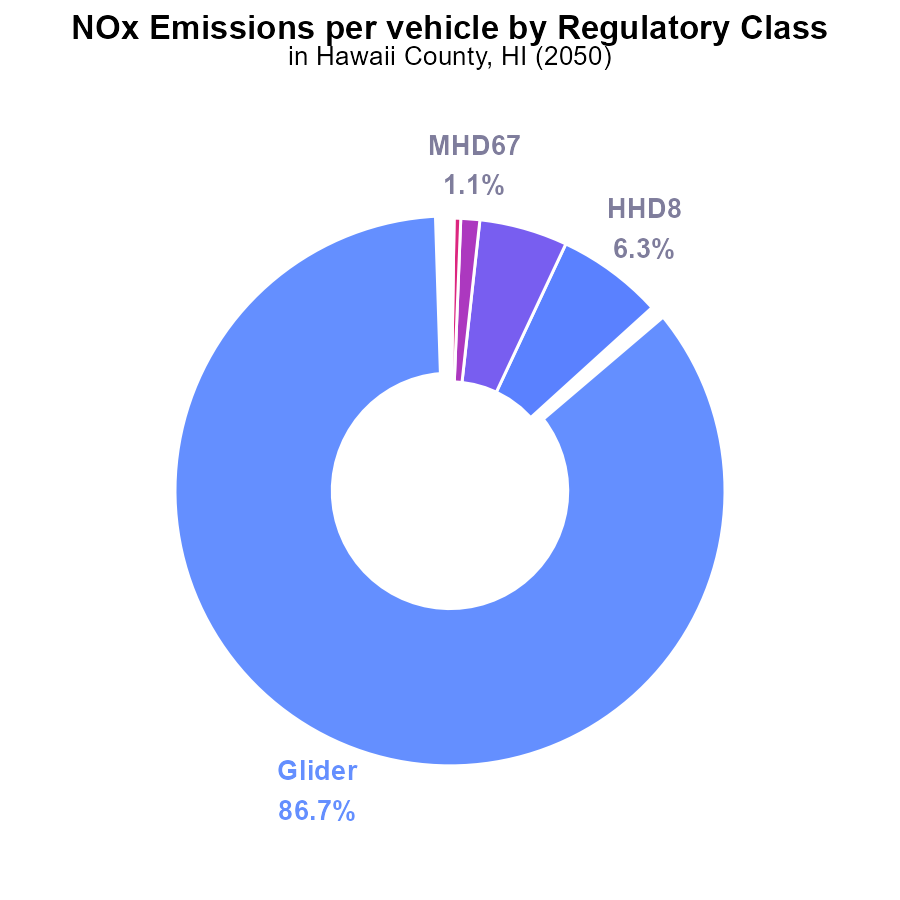 NOx Emissions per vehicle by Regulatory Class
in Hawaii County, HI (2050)
MHD67
1.1%
HHD8
6.3%
Glider
86.7%